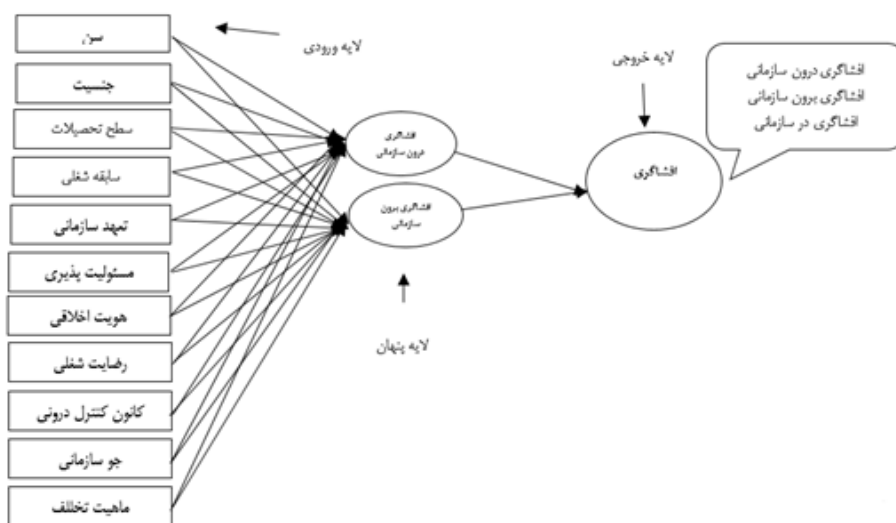 سن
جنسیت
سطح تحصیلات
سابقه شغلی
تعهد سازمانی
مسئولیت پذیری
هویت اخلاقی
رضایت شغلی
کانون کنترل درونی
جو سازمانی
ماهیت تخللف
لایه ورودی
افشاگری
درون سازمانی
افشاگری برون
سازمانی
لایه پنهان
لایه خروجی
افشاگری
افشاگری درون سازمانی
افشاگری برون سازمانی
افشاگری در سازمانی